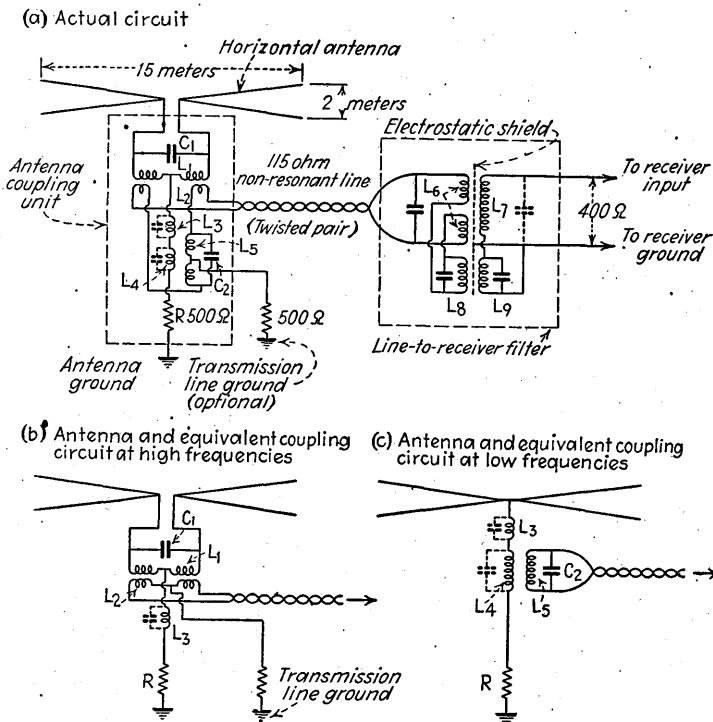 (a) Actual circuit
Horizontal antenna
15 meters
2 meters
Electrostatic shield
C1
L1
115 ohm
non-resonant line
Antenna
coupling
unit
L2
(Twisted pair)
L3
L5
L4
C2
R 500Ω
500Ω
L6
L7
To receiver
input
400Ω
To receiver
ground
L8
L9
Line-to-receiver filter
Antenna
ground
Transmission
line ground
(optional)
(b) Antenna and equivalent coupling
circuit at high frequencies
(c) Antenna and equivalent coupling
circuit at low frequencies
C1
L1
L2
L3
R
Transmission
line ground
L3
C2
L4
L5
R